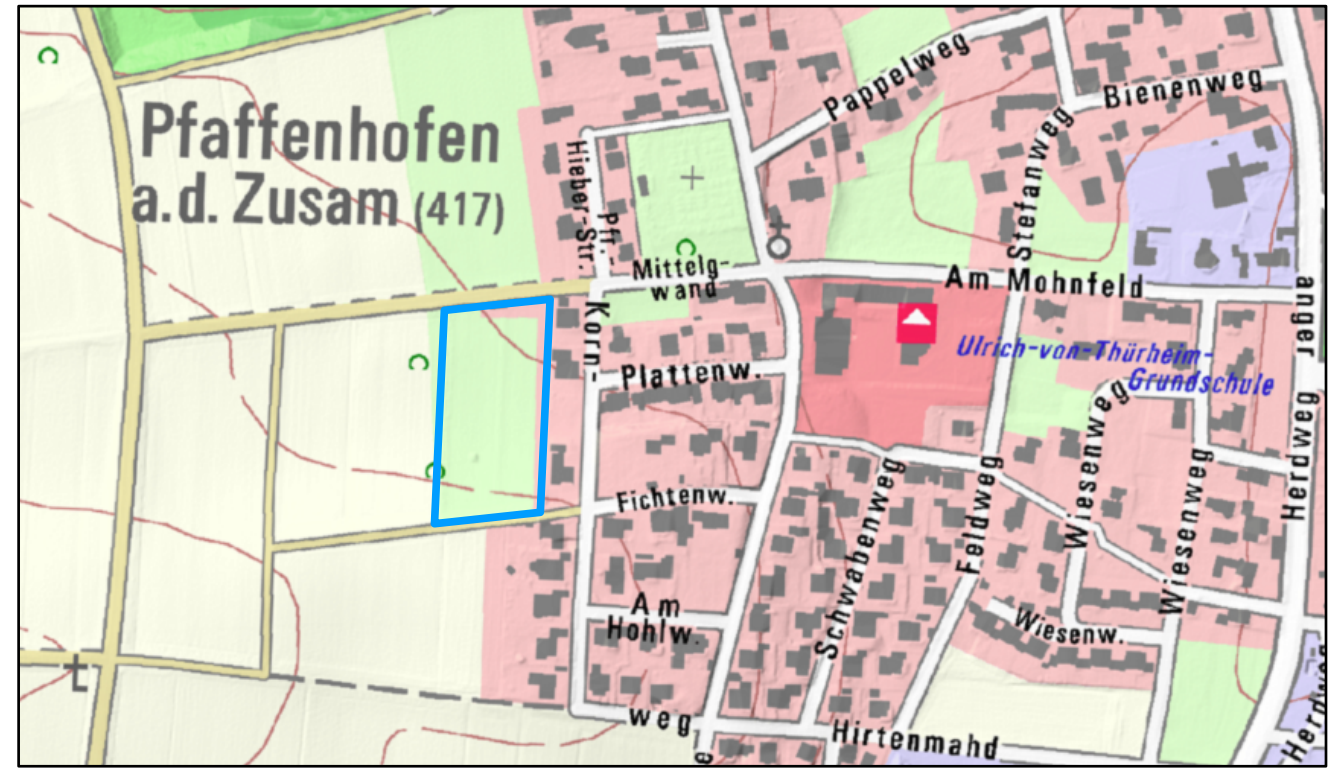 Pfaffenhofen
a.d. Zusam (417)
Pappelweg
Bienenweg
Stefanweg
Pfr.-
Hieber-Str.
Mittelg-
wand
Am Mohnfeld
Korn-
Plattenw.
Ulrich-von-Thürheim-
Grundschule
anger
Herdweg
Wiesenweg
Wiesenweg
Fichtenw.
Schwabenweg
Feldweg
Am
Hohlw.
Wiesenw.
weg
Hirtenmahd